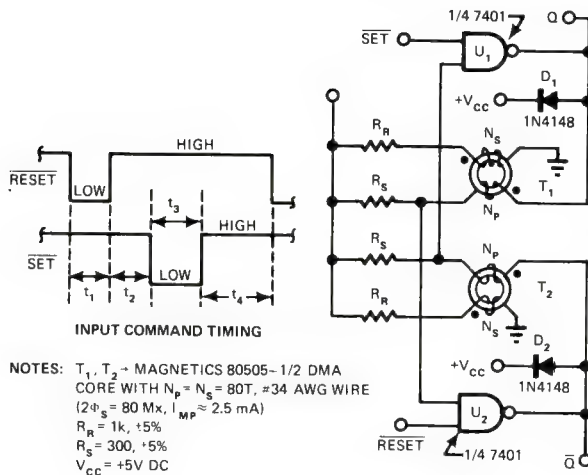 1/4 7401
Q
SET
U1
D1
+VCC
1N4148
HIGH
RR
NS
RESET
LOW
t3
HIGH
RS
NP
T1
SET
t1
t2
LOW
t4
RS
NP
T2
INPUT COMMAND TIMING
RR
NS
D2
+VCC
1N4148
NOTES: T1, T2 → MAGNETICS 80505-1/2 DMA
CORE WITH NP = NS = 80T, #34 AWG WIRE
(2ΦS = 80 Mx, IMP ≈ 2.5 mA)
RR = 1k, +5%
RS = 300, +5%
VCC = +5V DC
U2
RESET
1/4 7401
Q